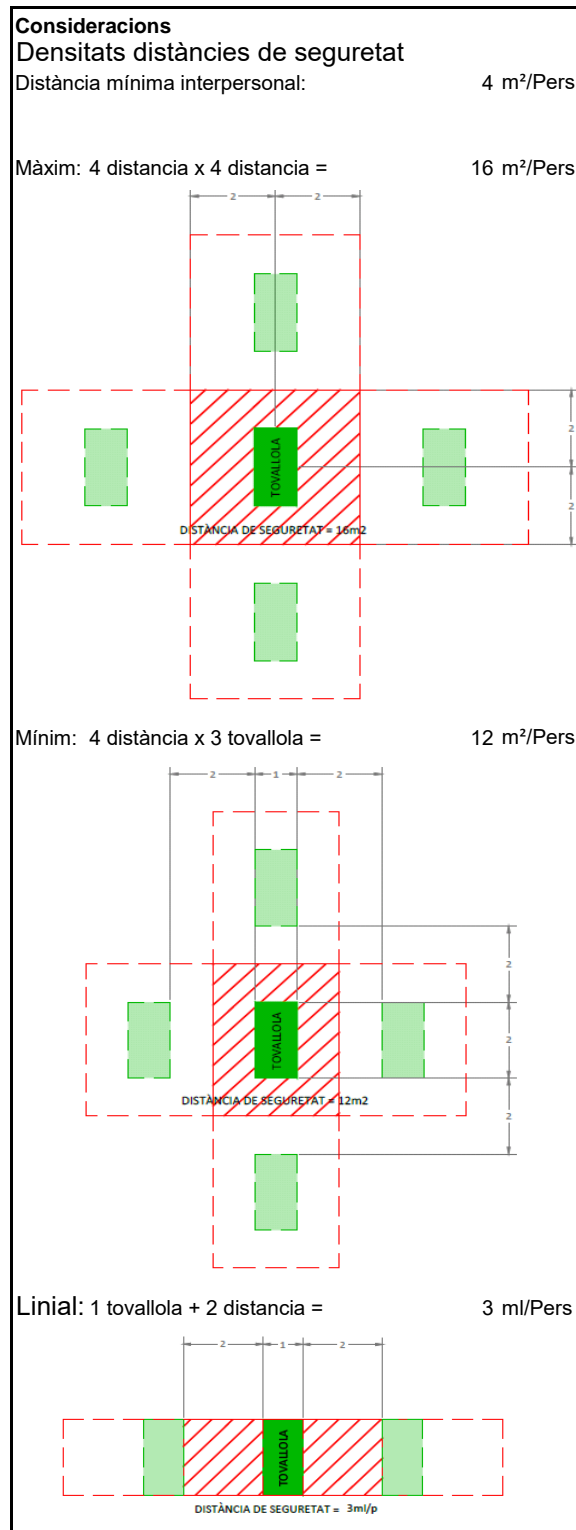 Consideracions
Densitats distàncies de seguretat
Distància mínima interpersonal: 4 m²/Pers
Màxim: 4 distancia x 4 distancia = 16 m²/Pers
2 2
2
TOVALLOLA
2
DISTÀNCIA DE SEGURETAT = 16m2
Mínim: 4 distància x 3 tovallola = 12 m²/Pers
2 1 2
2
TOVALLOLA
2
DISTÀNCIA DE SEGURETAT = 12m2
2
Linial: 1 tovallola + 2 distancia = 3 ml/Pers
2 1 2
TOVALLOLA
DISTÀNCIA DE SEGURETAT = 3ml/p